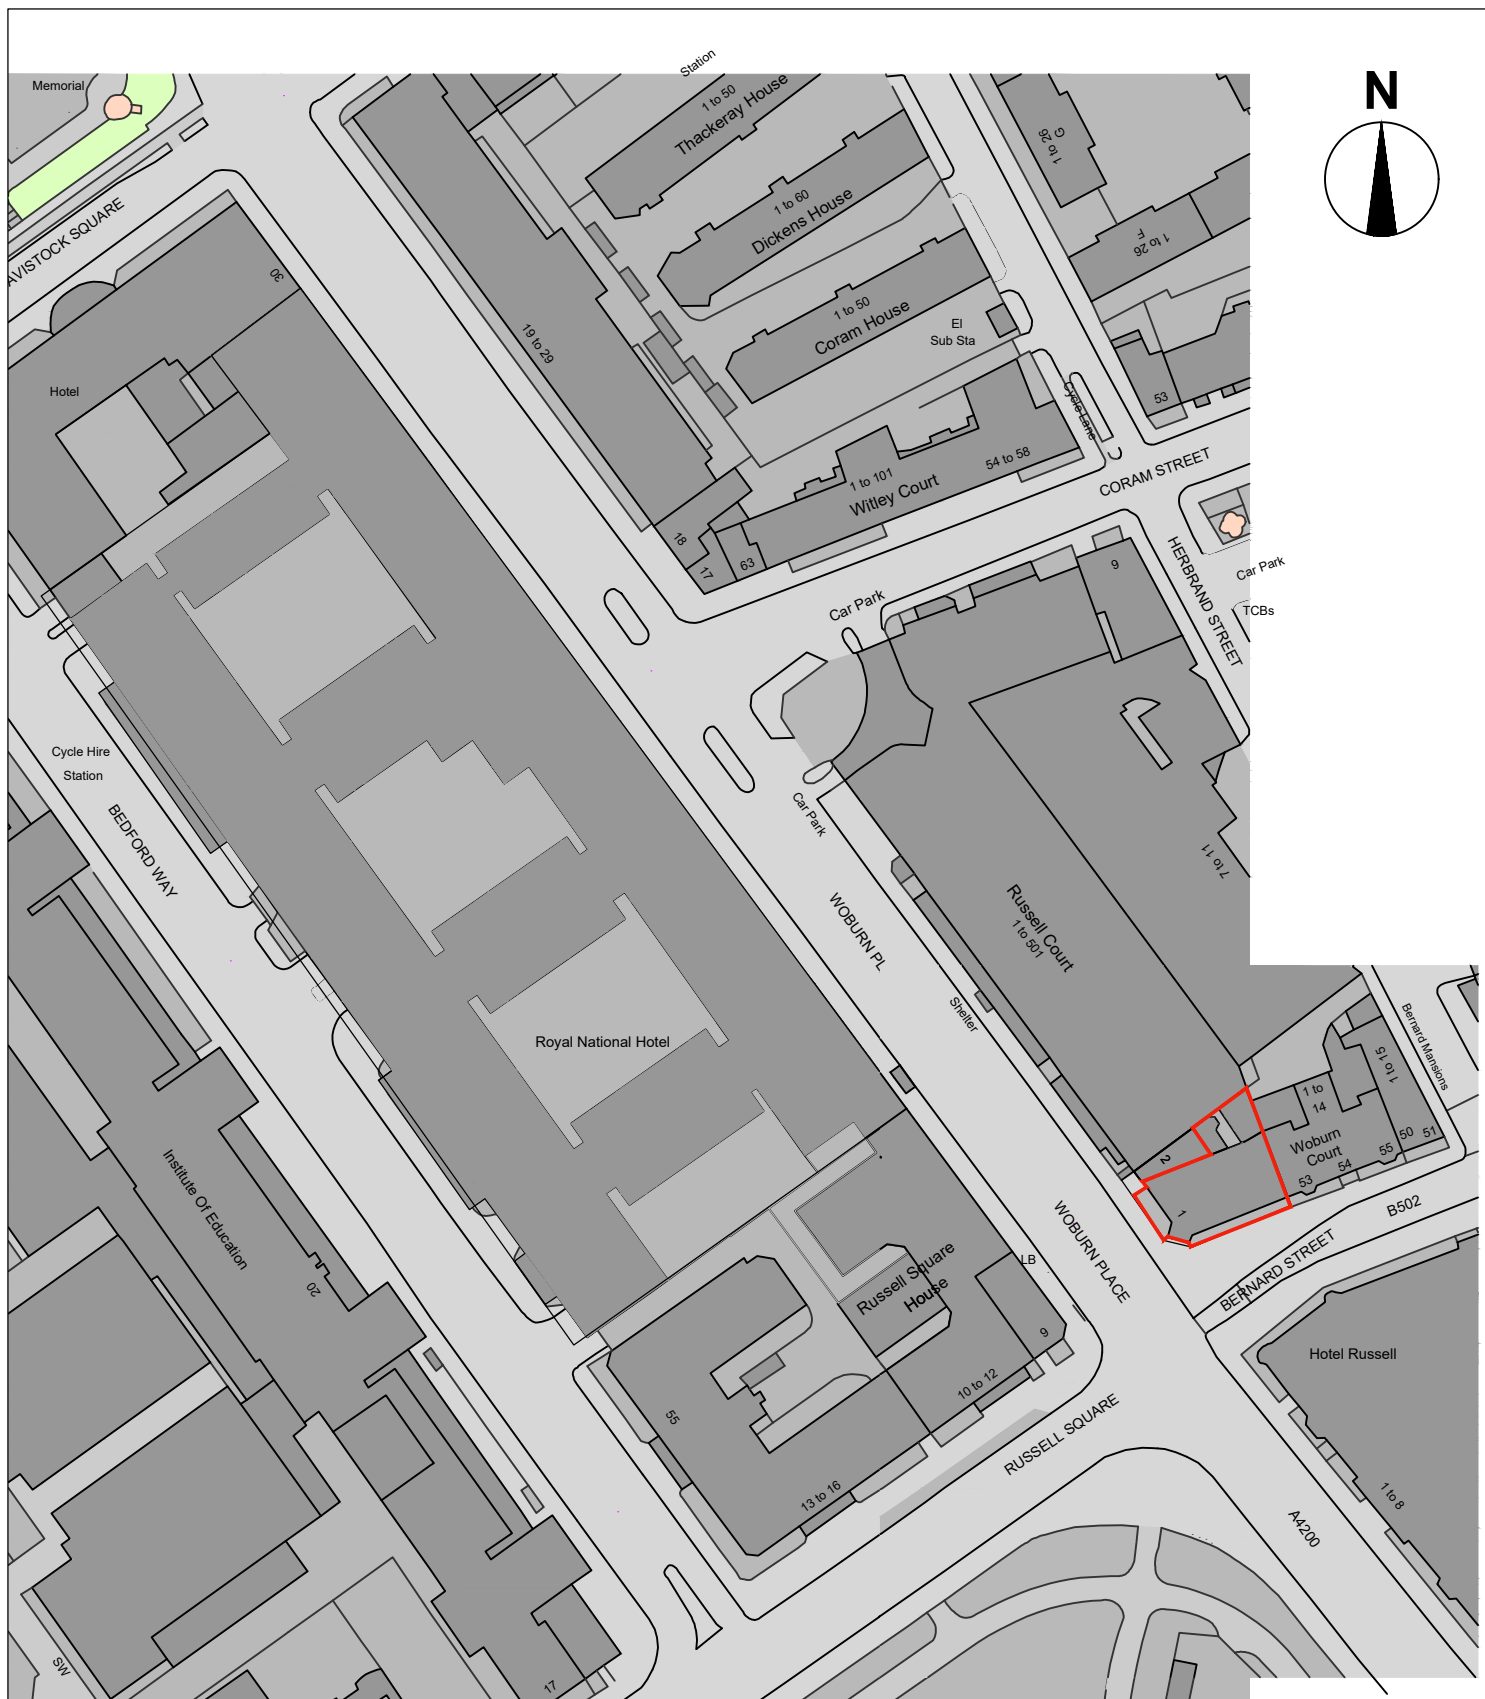 Station
Memorial
N
1 to 50
Thackeray House
1 to 26
G
AVISTOCK SQUARE
1 to 60
Dickens House
1 to 26
F
30
1 to 50
Coram House
El
Sub Sta
19 to 29
Hotel
Cycle Lane
53
54 to 58
1 to 101
Witley Court
CORAM STREET
18
17
63
9
HERBRAND STREET
Car Park
TCBs
Car Park
Cycle Hire
Station
BEDFORD WAY
Car Park
7 to 11
WOBURN PL
Russell Court
1 to 501
Shelter
Royal National Hotel
Bernard Mansions
1 to 15
1 to
14
Woburn
Court
50
51
55
54
53
2
1
Institute Of Education
20
WOBURN PLACE
B502
BERNARD STREET
LB
Russell Square
House
9
Hotel Russell
10 to 12
55
RUSSELL SQUARE
13 to 16
1 to 8
A4200
SW
17